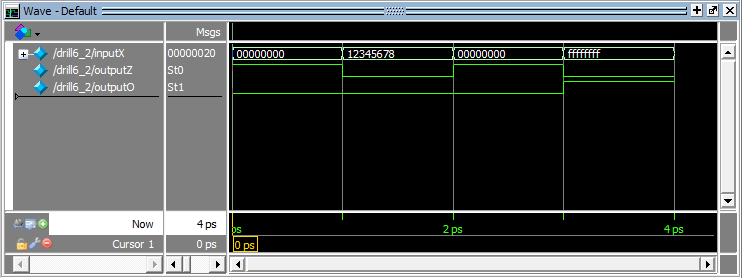 Wave - Default
Msgs
/drill6_2/inputX 00000020 00000000 12345678 00000000 ffffffff
/drill6_2/outputZ St0
/drill6_2/outputO St1
Now 4 ps ps 2 ps 4 ps
Cursor 1 0 ps 0 ps